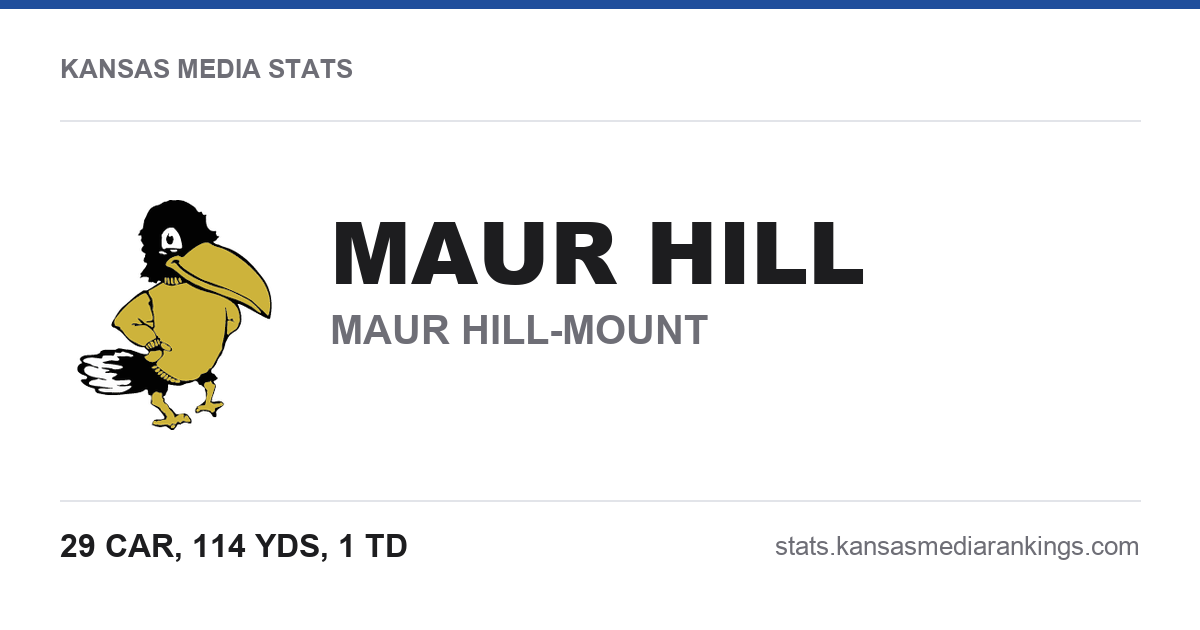 KANSAS MEDIA STATS
MAUR HILL
MAUR HILL-MOUNT
29 CAR, 114 YDS, 1 TD
stats.kansasmediarankings.com